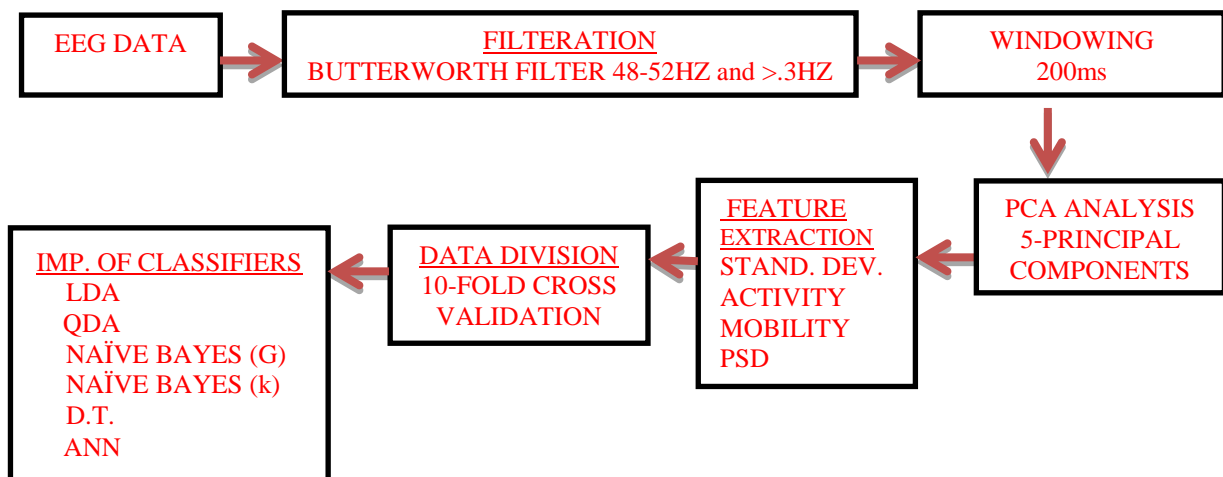 EEG DATA
FILTERATION
BUTTERWORTH FILTER 48-52HZ and >.3HZ
WINDOWING
200ms
PCA ANALYSIS
5-PRINCIPAL
COMPONENTS
FEATURE
EXTRACTION
STAND. DEV.
ACTIVITY
MOBILITY
PSD
DATA DIVISION
10-FOLD CROSS
VALIDATION
IMP. OF CLASSIFIERS
LDA
QDA
NAÏVE BAYES (G)
NAÏVE BAYES (k)
D.T.
ANN